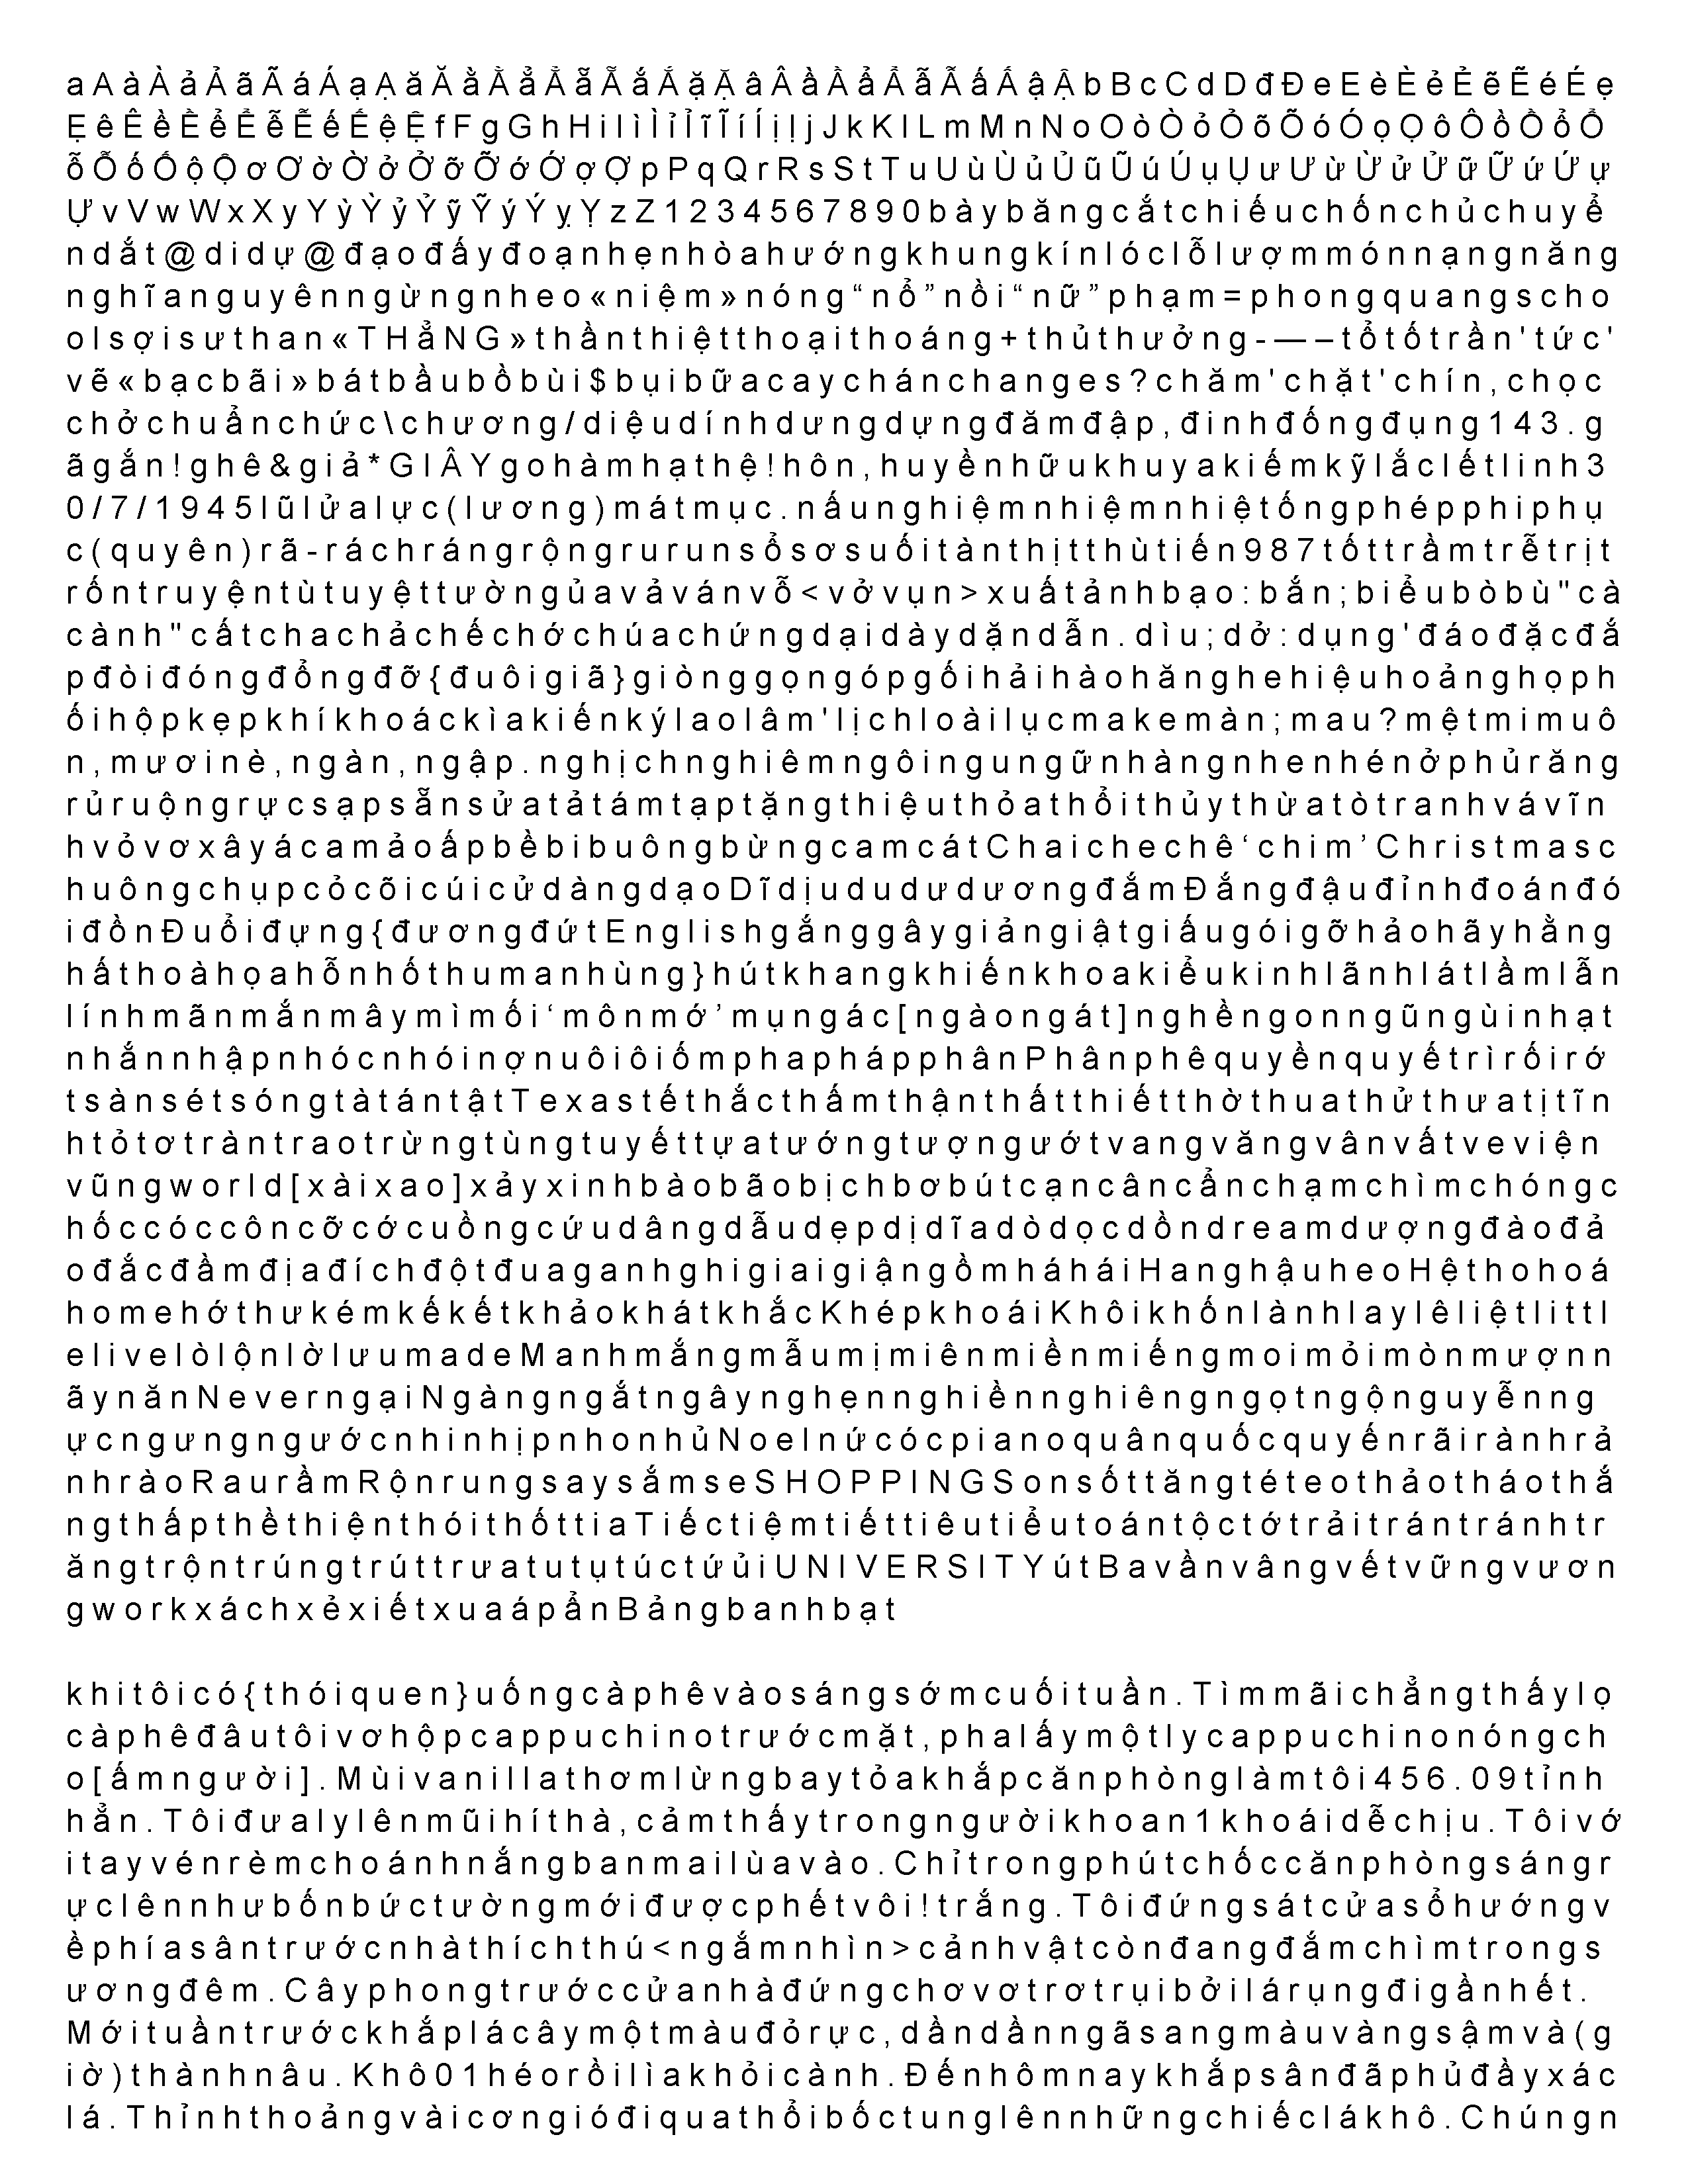 a A à À ả Ả ã Ã á Á ạ Ạ ă Ă ằ Ằ ẳ Ẳ ẵ Ẵ ắ Ắ ặ Ặ â Â ầ Ầ ẩ Ẩ ẫ Ẫ ấ Ấ ậ Ậ b B c C d D đ Đ e E è È ẻ Ẻ ẽ Ẽ é É ẹ
Ẹ ê Ê ề Ề ể Ể ễ Ễ ế Ế ệ Ệ f F g G h H i I ì Ì ỉ Ỉ ĩ Ĩ í Í ị Ị j J k K l L m M n N o O ò Ò ỏ Ỏ õ Õ ó Ó ọ Ọ ô Ô ồ Ồ ổ Ổ
ỗ Ỗ ố Ố ộ Ộ ơ Ơ ờ Ờ ở Ở ỡ Ỡ ớ Ớ ợ Ợ p P q Q r R s S t T u U ù Ù ủ Ủ ũ Ũ ú Ú ụ Ụ ư Ư ừ Ừ ử Ử ữ Ữ ứ Ứ ự
Ự v V w W x X y Y ỳ Ỳ ỷ Ỷ ỹ Ỹ ý Ý ỵ Ỵ z Z 1 2 3 4 5 6 7 8 9 0 b à y b ă n g c ắ t c h i ế u c h ố n c h ủ c h u y ể
n d ắ t @ d i d ự @ đ ạ o đ ấ y đ o ạ n h ẹ n h ò a h ư ớ n g k h u n g k í n l ó c l ỗ l ư ợ m m ó n n ạ n g n ă n g
n g h ĩ a n g u y ê n n g ừ n g n h e o « n i ệ m » n ó n g “ n ổ ” n ồ i “ n ữ ” p h ạ m = p h o n g q u a n g s c h o
o l s ợ i s ư t h a n « T H ẳ N G » t h ầ n t h i ệ t t h o ạ i t h o á n g + t h ủ t h ư ở n g - — – t ổ t ố t r ầ n ' t ứ c '
v ẽ « b ạ c b ã i » b á t b ầ u b ồ b ù i $ b ụ i b ữ a c a y c h á n c h a n g e s ? c h ă m ' c h ặ t ' c h í n , c h ọ c
c h ở c h u ẩ n c h ứ c \ c h ư ơ n g / d i ệ u d í n h d ư n g d ự n g đ ă m đ ậ p , đ i n h đ ố n g đ ụ n g 1 4 3 . g
ã g ắ n ! g h ê & g i ả * G I Â Y g o h à m h ạ t h ệ ! h ô n , h u y ề n h ữ u k h u y a k i ế m k ỹ l ắ c l ế t l i n h 3
0 / 7 / 1 9 4 5 l ũ l ử a l ự c ( l ư ơ n g ) m á t m ụ c . n ấ u n g h i ệ m n h i ệ m n h i ệ t ố n g p h é p p h i p h ụ
c ( q u y ê n ) r ã - r á c h r á n g r ộ n g r u r u n s ổ s ơ s u ố i t à n t h ị t t h ù t i ế n 9 8 7 t ố t t r ầ m t r ễ t r ị t
r ố n t r u y ệ n t ù t u y ệ t t ư ờ n g ủ a v ả v á n v ỗ < v ở v ụ n > x u ấ t ả n h b ạ o : b ắ n ; b i ể u b ò b ù " c à
c à n h " c ấ t c h a c h ả c h ế c h ớ c h ú a c h ứ n g d ạ i d à y d ặ n d ẫ n . d ì u ; d ở : d ụ n g ' đ á o đ ặ c đ ắ
p đ ò i đ ó n g đ ổ n g đ ỡ { đ u ô i g i ã } g i ò n g g ọ n g ó p g ố i h ả i h à o h ă n g h e h i ệ u h o ả n g h ọ p h
ố i h ộ p k ẹ p k h í k h o á c k ì a k i ế n k ý l a o l â m ' l ị c h l o à i l ụ c m a k e m à n ; m a u ? m ệ t m i m u ô
n , m ư ơ i n è , n g à n , n g ậ p . n g h ị c h n g h i ê m n g ô i n g u n g ữ n h à n g n h e n h é n ở p h ủ r ă n g
r ủ r u ộ n g r ự c s ạ p s ẵ n s ử a t ả t á m t ạ p t ặ n g t h i ệ u t h ỏ a t h ổ i t h ủ y t h ừ a t ò t r a n h v á v ĩ n
h v ỏ v ơ x â y á c a m ả o ấ p b ề b i b u ô n g b ừ n g c a m c á t C h a i c h e c h ê ‘ c h i m ’ C h r i s t m a s c
h u ô n g c h ụ p c ỏ c õ i c ú i c ử d à n g d ạ o D ĩ d ị u d u d ư d ư ơ n g đ ắ m Đ ắ n g đ ậ u đ ỉ n h đ o á n đ ó
i đ ồ n Đ u ổ i đ ự n g { đ ư ơ n g đ ứ t E n g l i s h g ắ n g g â y g i ả n g i ậ t g i ấ u g ó i g ỡ h ả o h ã y h ằ n g
h ấ t h o à h ọ a h ỗ n h ố t h u m a n h ù n g } h ú t k h a n g k h i ế n k h o a k i ể u k i n h l ã n h l á t l ầ m l ẫ n
l í n h m ã n m ắ n m â y m ì m ố i ‘ m ô n m ớ ’ m ụ n g á c [ n g à o n g á t ] n g h ề n g o n n g ũ n g ù i n h ạ t
n h ắ n n h ậ p n h ó c n h ó i n ợ n u ô i ô i ố m p h a p h á p p h â n P h â n p h ê q u y ề n q u y ế t r ì r ố i r ớ
t s à n s é t s ó n g t à t á n t ậ t T e x a s t ế t h ắ c t h ấ m t h ậ n t h ấ t t h i ế t t h ờ t h u a t h ử t h ư a t ị t ĩ n
h t ỏ t ơ t r à n t r a o t r ừ n g t ù n g t u y ế t t ự a t ư ớ n g t ư ợ n g ư ớ t v a n g v ă n g v â n v ấ t v e v i ệ n
v ũ n g w o r l d [ x à i x a o ] x ả y x i n h b à o b ã o b ị c h b ơ b ú t c ạ n c â n c ẩ n c h ạ m c h ì m c h ó n g c
h ố c c ó c c ô n c ỡ c ớ c u ồ n g c ứ u d â n g d ẫ u d ẹ p d ị d ĩ a d ò d ọ c d ồ n d r e a m d ư ợ n g đ à o đ ả
o đ ắ c đ ầ m đ ị a đ í c h đ ộ t đ u a g a n h g h i g i a i g i ậ n g ồ m h á h á i H a n g h ậ u h e o H ệ t h o h o á
h o m e h ớ t h ư k é m k ế k ế t k h ả o k h á t k h ắ c K h é p k h o á i K h ô i k h ố n l à n h l a y l ê l i ệ t l i t t l
e l i v e l ò l ộ n l ờ l ư u m a d e M a n h m ắ n g m ẫ u m ị m i ê n m i ề n m i ế n g m o i m ỏ i m ò n m ư ợ n n
ã y n ă n N e v e r n g ạ i N g à n g n g ắ t n g â y n g h ẹ n n g h i ề n n g h i ê n g n g ọ t n g ộ n g u y ễ n n g
ự c n g ư n g n g ư ớ c n h i n h ị p n h o n h ủ N o e l n ứ c ó c p i a n o q u â n q u ố c q u y ế n r ã i r à n h r ả
n h r à o R a u r ầ m R ộ n r u n g s a y s ắ m s e S H O P P I N G S o n s ố t t ă n g t é t e o t h ả o t h á o t h ắ
n g t h ấ p t h ề t h i ệ n t h ó i t h ố t t i a T i ế c t i ệ m t i ế t t i ê u t i ể u t o á n t ộ c t ớ t r ả i t r á n t r á n h t r
ă n g t r ộ n t r ú n g t r ú t t r ư a t u t ụ t ú c t ứ ủ i U N I V E R S I T Y ú t B a v ầ n v â n g v ế t v ữ n g v ư ơ n
g w o r k x á c h x ẻ x i ế t x u a á p ẩ n B ả n g b a n h b ạ t
k h i t ô i c ó { t h ó i q u e n } u ố n g c à p h ê v à o s á n g s ớ m c u ố i t u ầ n . T ì m m ã i c h ẳ n g t h ấ y l ọ
c à p h ê đ â u t ô i v ơ h ộ p c a p p u c h i n o t r ư ớ c m ặ t , p h a l ấ y m ộ t l y c a p p u c h i n o n ó n g c h
o [ ấ m n g ư ờ i ] . M ù i v a n i l l a t h ơ m l ừ n g b a y t ỏ a k h ắ p c ă n p h ò n g l à m t ô i 4 5 6 . 0 9 t ỉ n h
h ẳ n . T ô i đ ư a l y l ê n m ũ i h í t h à , c ả m t h ấ y t r o n g n g ư ờ i k h o a n 1 k h o á i d ễ c h ị u . T ô i v ớ
i t a y v é n r è m c h o á n h n ắ n g b a n m a i l ù a v à o . C h ỉ t r o n g p h ú t c h ố c c ă n p h ò n g s á n g r
ự c l ê n n h ư b ố n b ứ c t ư ờ n g m ớ i đ ư ợ c p h ế t v ô i ! t r ắ n g . T ô i đ ứ n g s á t c ử a s ổ h ư ớ n g v
ề p h í a s â n t r ư ớ c n h à t h í c h t h ú < n g ắ m n h ì n > c ả n h v ậ t c ò n đ a n g đ ắ m c h ì m t r o n g s
ư ơ n g đ ê m . C â y p h o n g t r ư ớ c c ử a n h à đ ứ n g c h ơ v ơ t r ơ t r ụ i b ở i l á r ụ n g đ i g ầ n h ế t .
M ớ i t u ầ n t r ư ớ c k h ắ p l á c â y m ộ t m à u đ ỏ r ự c , d ầ n d ầ n n g ã s a n g m à u v à n g s ậ m v à ( g
i ờ ) t h à n h n â u . K h ô 0 1 h é o r ồ i l ì a k h ỏ i c à n h . Đ ế n h ô m n a y k h ắ p s â n đ ã p h ủ đ ầ y x á c
l á . T h ỉ n h t h o ả n g v à i c ơ n g i ó đ i q u a t h ổ i b ố c t u n g l ê n n h ữ n g c h i ế c l á k h ô . C h ú n g n